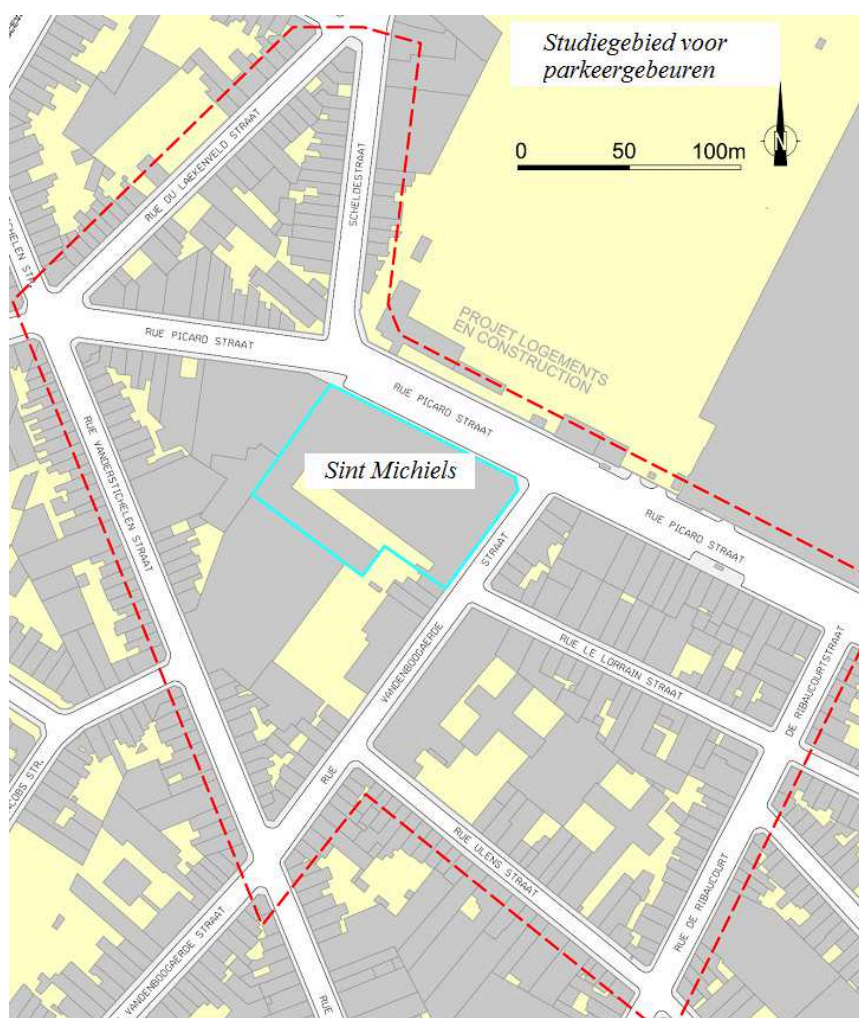 Studiegebied voor
parkeergebeuren
0 50 100m
N
RUE DU LAEKENVELD STRAAT
SCHELDESTRAAT
RUE PICARD STRAAT
PROJET LOGEMENTS
EN CONSTRUCTION
RUE PICARD STRAAT
Sint Michiels
RUE PICARD STRAAT
RUE VANDERSTICHELEN STRAAT
RUE VANDENBOOGAERDE STRAAT
RUE LE LORRAIN STRAAT
DE RIBAUCOURTSTRAAT
RUE ULENS STRAAT
RUE DE RIBAUCOURT
VANDENBOOGAERDE STRAAT
RUE